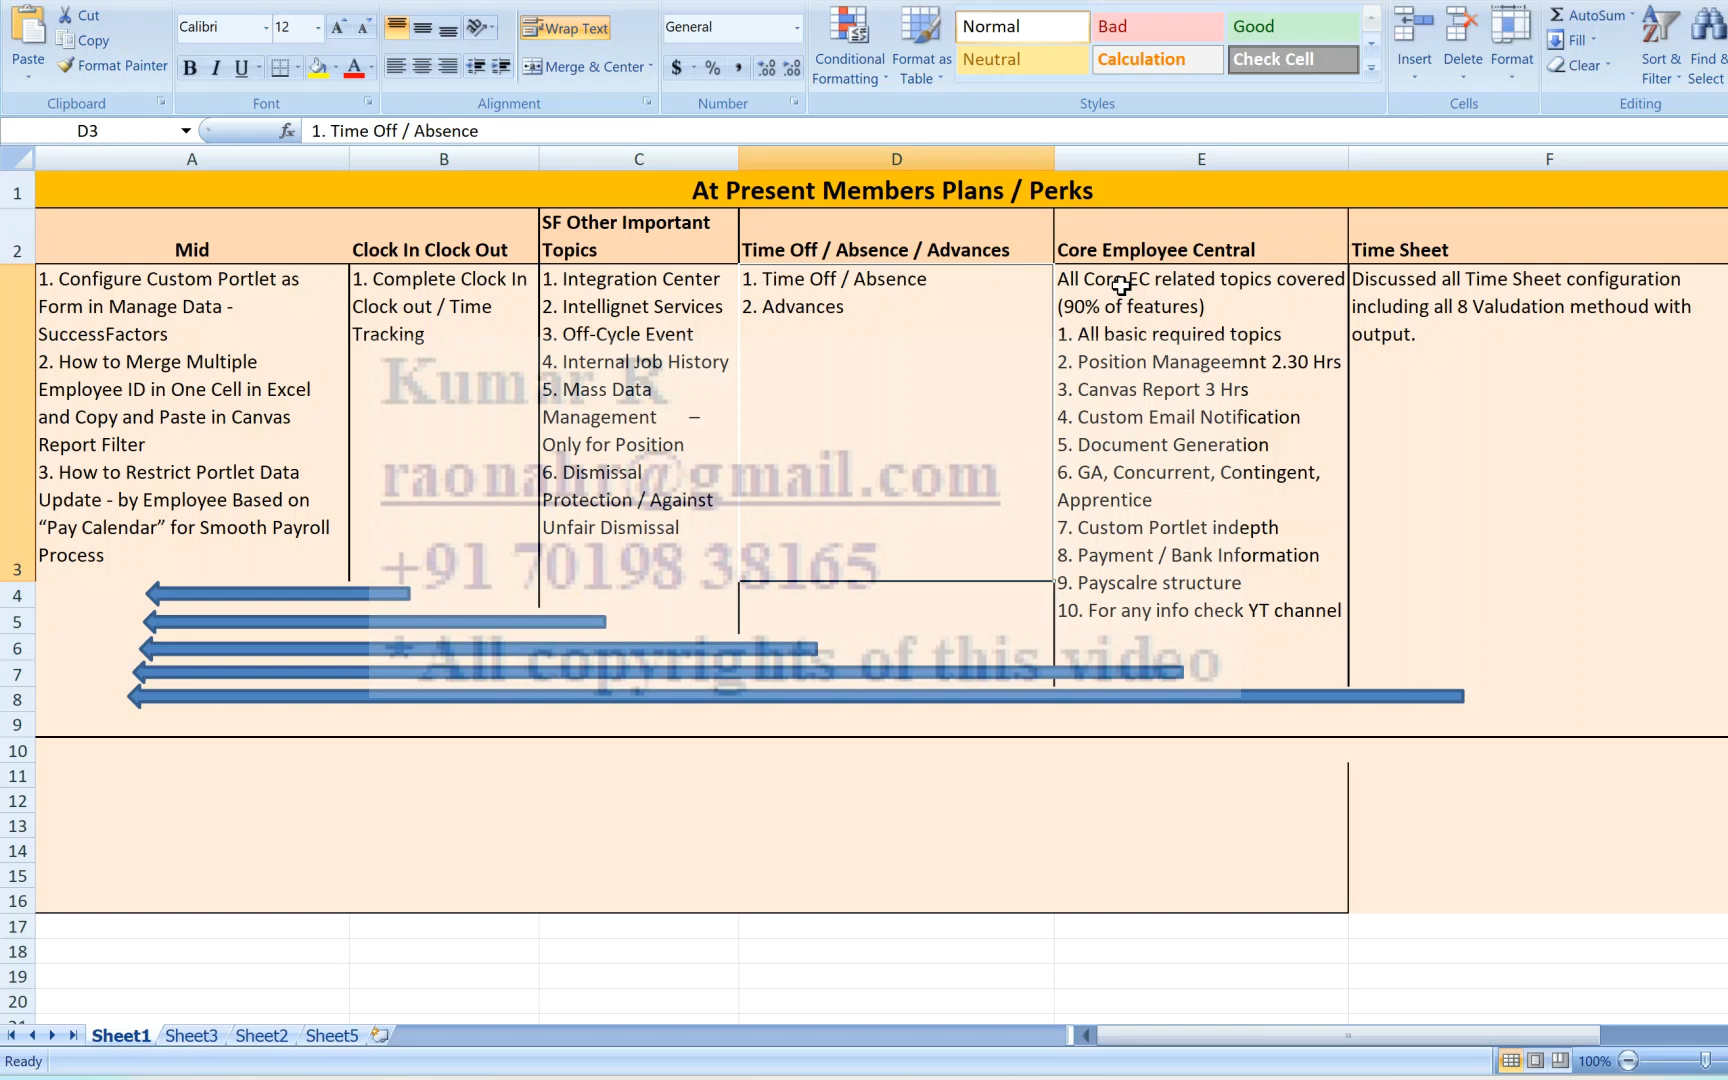 Cut
Copy
Format Painter
Paste
Clipboard
Calibri
12
B I U
Font
Wrap Text
Merge & Center
Alignment
General
$ % ,
Number
Conditional
Formatting
Format as
Table
Normal
Bad
Good
Neutral
Calculation
Check Cell
Styles
Insert
Delete
Format
Cells
Σ AutoSum
Fill
Clear
Sort &
Filter
Find &
Select
Editing
D3
fx
1. Time Off / Absence
A B C D E F
1
At Present Members Plans / Perks
2
Mid
Clock In Clock Out
SF Other Important
Topics
Time Off / Absence / Advances
Core Employee Central
Time Sheet
3
1. Configure Custom Portlet as
Form in Manage Data -
SuccessFactors
2. How to Merge Multiple
Employee ID in One Cell in Excel
and Copy and Paste in Canvas
Report Filter
3. How to Restrict Portlet Data
Update - by Employee Based on
“Pay Calendar” for Smooth Payroll
Process
1. Complete Clock In
Clock out / Time
Tracking
1. Integration Center
2. Intellignet Services
3. Off-Cycle Event
4. Internal Job History
5. Mass Data
Management –
Only for Position
6. Dismissal
Protection / Against
Unfair Dismissal
1. Time Off / Absence
2. Advances
All Core EC related topics covered
(90% of features)
1. All basic required topics
2. Position Manageemnt 2.30 Hrs
3. Canvas Report 3 Hrs
4. Custom Email Notification
5. Document Generation
6. GA, Concurrent, Contingent,
Apprentice
7. Custom Portlet indepth
8. Payment / Bank Information
9. Payscalre structure
10. For any info check YT channel
Discussed all Time Sheet configuration
including all 8 Valudation methoud with
output.
Kumar R
raonahr@gmail.com
+91 70198 38165
*All copyrights of this video
4
5
6
7
8
9
10
11
12
13
14
15
16
17
18
19
20
Sheet1
Sheet3
Sheet2
Sheet5
Ready
100%